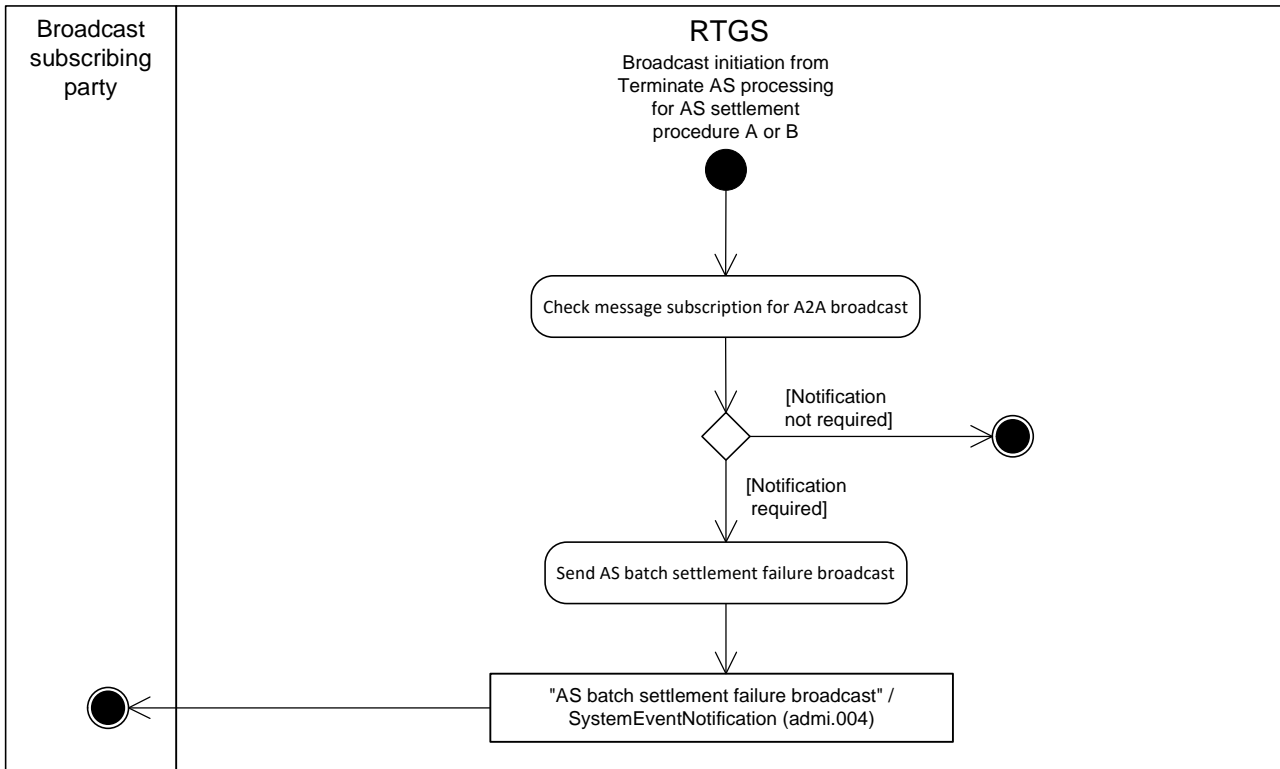 Broadcast
subscribing
party
RTGS
Broadcast initiation from
Terminate AS processing
for AS settlement
procedure A or B
Check message subscription for A2A broadcast
[Notification
not required]
[Notification
required]
Send AS batch settlement failure broadcast
"AS batch settlement failure broadcast" /
SystemEventNotification (admi.004)